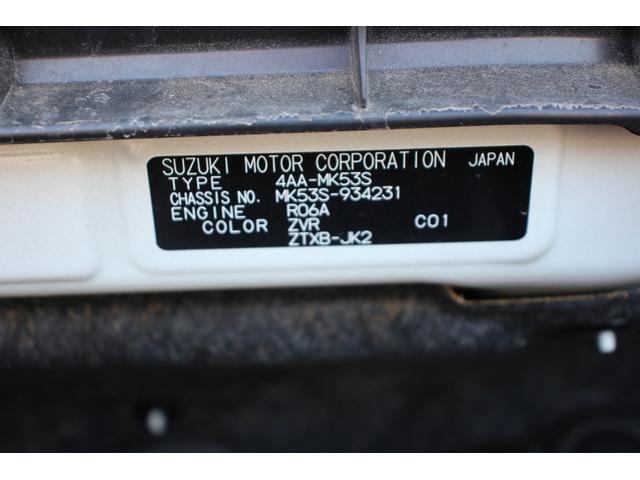 SUZUKI MOTOR CORPORATION JAPAN
TYPE 4AA-MK53S
CHASSIS NO. MK53S-934231
ENGINE R06A
COLOR ZVR C01
ZTXB-JK2